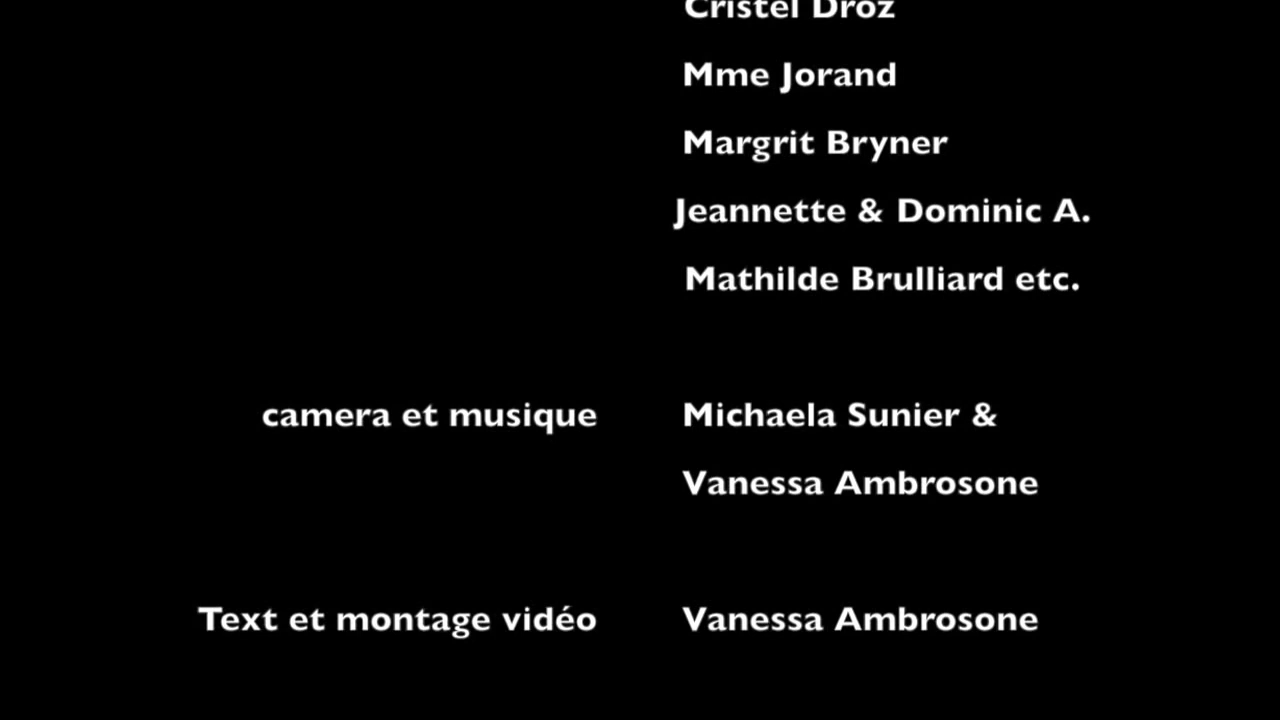 Cristel Droz
Mme Jorand
Margrit Bryner
Jeannette & Dominic A.
Mathilde Brulliard etc.
camera et musique Michaela Sunier &
Vanessa Ambrosone
Text et montage vidéo Vanessa Ambrosone